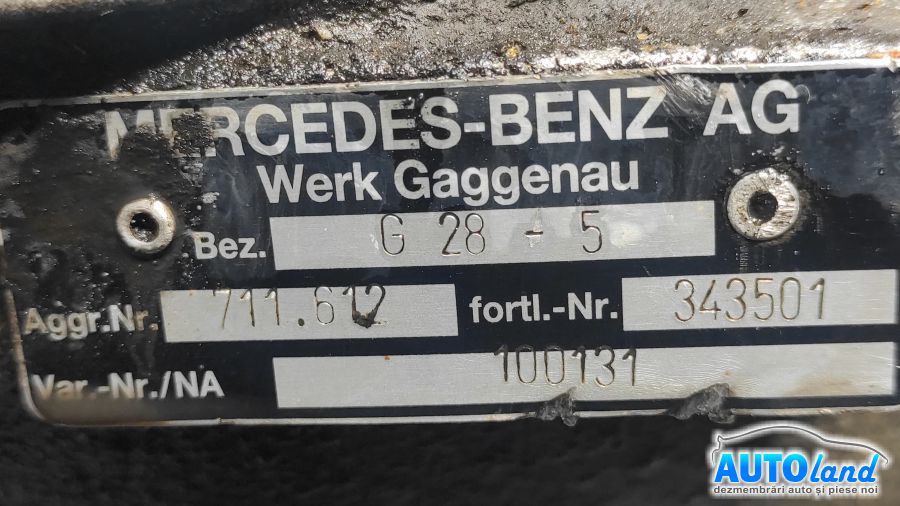 MERCEDES-BENZ AG
Werk Gaggenau
Bez. G 28 - 5
Aggr.Nr. 711.612 fortl.-Nr. 343501
Var.-Nr./NA 100131
AUTOland
dezmembrări auto și piese noi